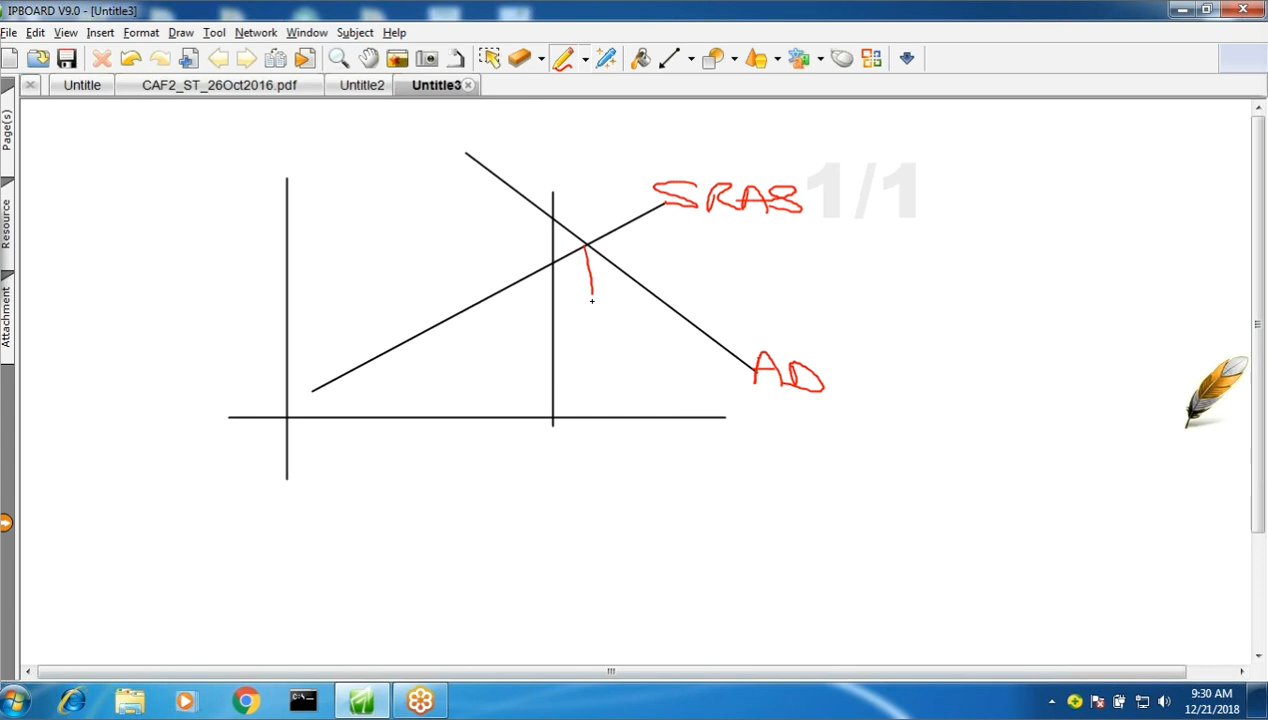 IPBOARD V9.0 - [Untitle3]
File Edit View Insert Format Draw Tool Network Window Subject Help
Untitle CAF2_ST_26Oct2016.pdf Untitle2 Untitle3
Page(s)
Resource
Attachment
1/1
SRAS
AD
9:30 AM
12/21/2018